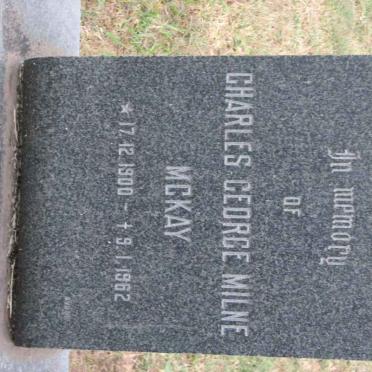 In memory
OF
CHARLES GEORGE MILNE
MCKAY
★ 17.12.1900 - ✝ 9.1.1962